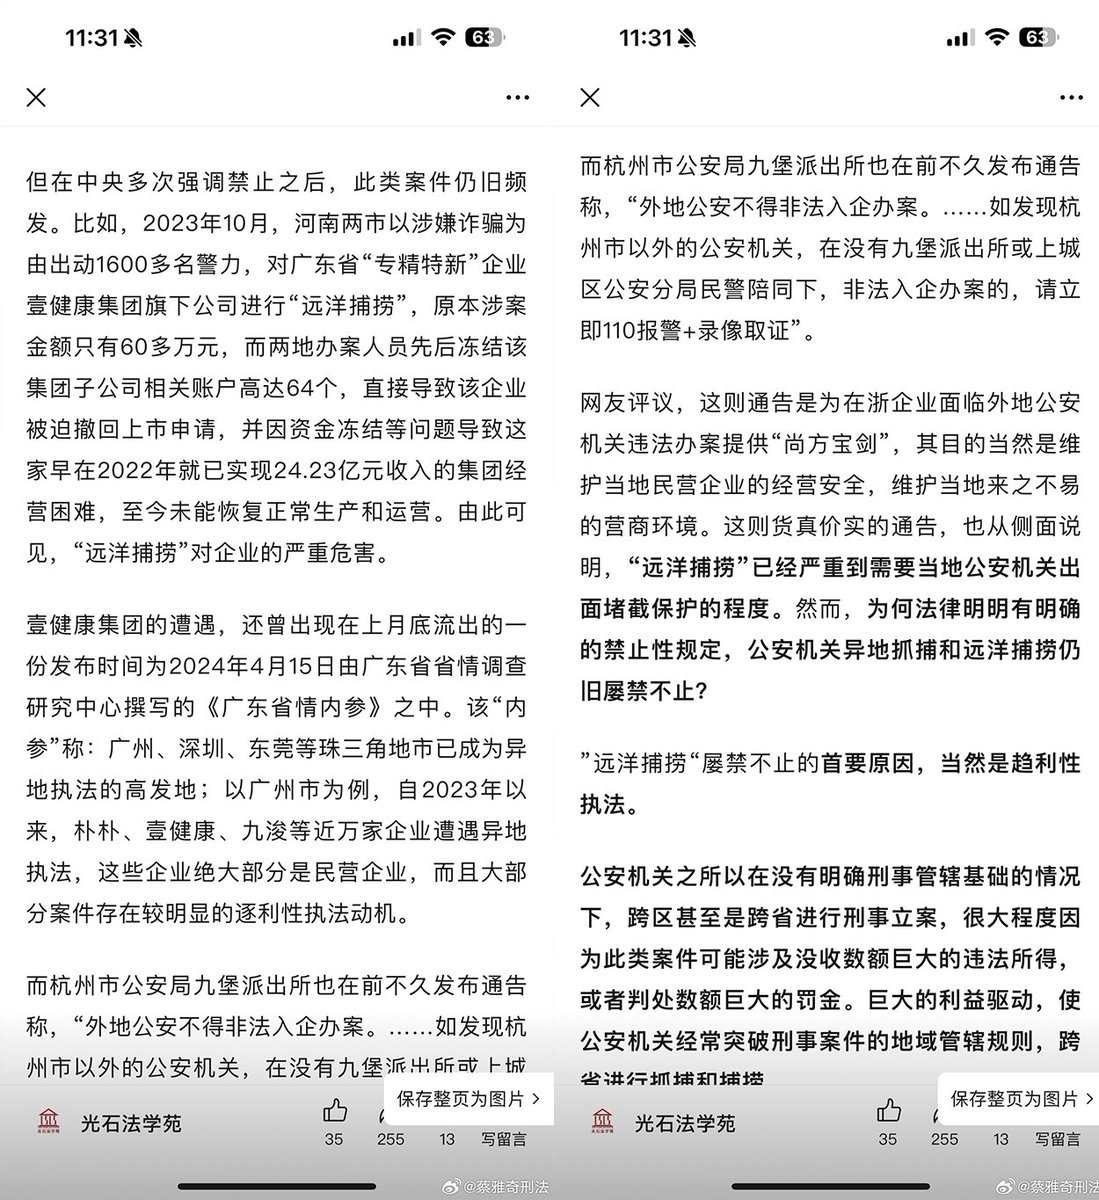 11:31
63
但在中央多次强调禁止之后，此类案件仍旧频
发。比如，2023年10月，河南两市以涉嫌诈骗为
由出动1600多名警力，对广东省“专精特新”企业
壹健康集团旗下公司进行“远洋捕捞”，原本涉案
金额只有60多万元，而两地办案人员先后冻结该
集团子公司相关账户高达64个，直接导致该企业
被迫撤回上市申请，并因资金冻结等问题导致这
家早在2022年就已实现24.23亿元收入的集团经
营困难，至今未能恢复正常生产和运营。由此可
见，“远洋捕捞”对企业的严重危害。
壹健康集团的遭遇，还曾出现在上月底流出的一
份发布时间为2024年4月15日由广东省省情调查
研究中心撰写的《广东省情内参》之中。该“内
参”称：广州、深圳、东莞等珠三角地市已成为异
地执法的高发地；以广州市为例，自2023年以
来，朴朴、壹健康、九浚等近万家企业遭遇异地
执法，这些企业绝大部分是民营企业，而且大部
分案件存在较明显的逐利性执法动机。
而杭州市公安局九堡派出所也在前不久发布通告
称，“外地公安不得非法入企办案。……如发现杭
州市以外的公安机关，在没有九堡派出所或上城
保存整页为图片 >
光石法学苑
35
255
13
写留言
@蔡雅奇刑法
11:31
63
而杭州市公安局九堡派出所也在前不久发布通告
称，“外地公安不得非法入企办案。……如发现杭
州市以外的公安机关，在没有九堡派出所或上城
区公安分局民警陪同下，非法入企办案的，请立
即110报警+录像取证”。
网友评议，这则通告是为在浙企业面临外地公安
机关违法办案提供“尚方宝剑”，其目的当然是维
护当地民营企业的经营安全，维护当地来之不易
的营商环境。这则货真价实的通告，也从侧面说
明，“远洋捕捞”已经严重到需要当地公安机关出
面堵截保护的程度。然而，为何法律明明有明确
的禁止性规定，公安机关异地抓捕和远洋捕捞仍
旧屡禁不止？
”远洋捕捞“屡禁不止的首要原因，当然是趋利性
执法。
公安机关之所以在没有明确刑事管辖基础的情况
下，跨区甚至是跨省进行刑事立案，很大程度因
为此类案件可能涉及没收数额巨大的违法所得，
或者判处数额巨大的罚金。巨大的利益驱动，使
公安机关经常突破刑事案件的地域管辖规则，跨
省进行抓捕和捕捞
保存整页为图片 >
光石法学苑
35
255
13
写留言
@蔡雅奇刑法